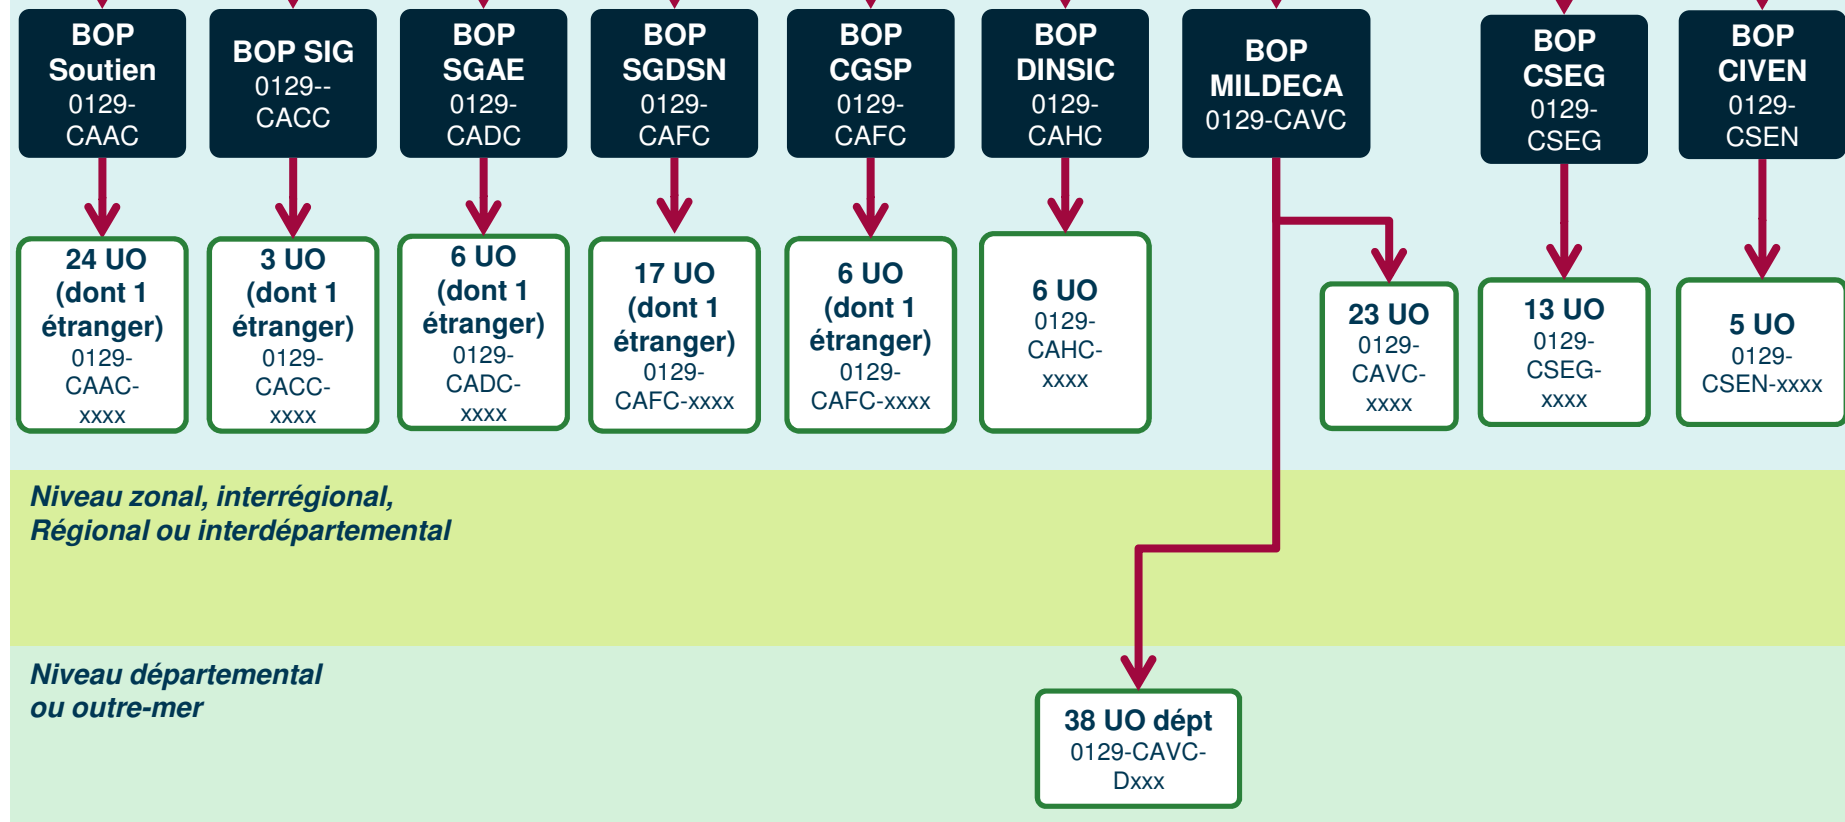 BOP
Soutien
0129-
CAAC
BOP SIG
0129--
CACC
BOP
SGAE
0129-
CADC
BOP
SGDSN
0129-
CAFC
BOP
CGSP
0129-
CAFC
BOP
DINSIC
0129-
CAHC
BOP
MILDECA
0129-CAVC
BOP
CSEG
0129-
CSEG
BOP
CIVEN
0129-
CSEN
24 UO
(dont 1
étranger)
0129-
CAAC-
xxxx
3 UO
(dont 1
étranger)
0129-
CACC-
xxxx
6 UO
(dont 1
étranger)
0129-
CADC-
xxxx
17 UO
(dont 1
étranger)
0129-
CAFC-xxxx
6 UO
(dont 1
étranger)
0129-
CAFC-xxxx
6 UO
0129-
CAHC-
xxxx
23 UO
0129-
CAVC-
xxxx
13 UO
0129-
CSEG-
xxxx
5 UO
0129-
CSEN-xxxx
Niveau zonal, interrégional,
Régional ou interdépartemental
Niveau départemental
ou outre-mer
38 UO dépt
0129-CAVC-
Dxxx